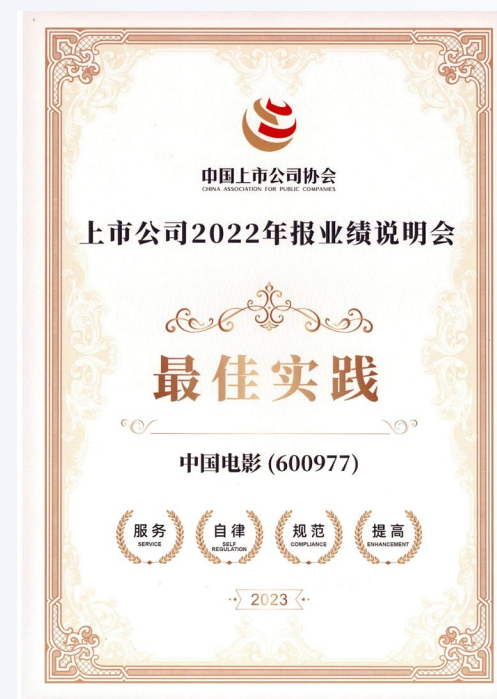 中国上市公司协会
CHINA ASSOCIATION FOR PUBLIC COMPANIES
上市公司2022年报业绩说明会
最佳实践
中国电影 (600977)
服务 自律 规范 提高
SERVICE SELF REGULATION COMPLIANCE ENHANCEMENT
2023